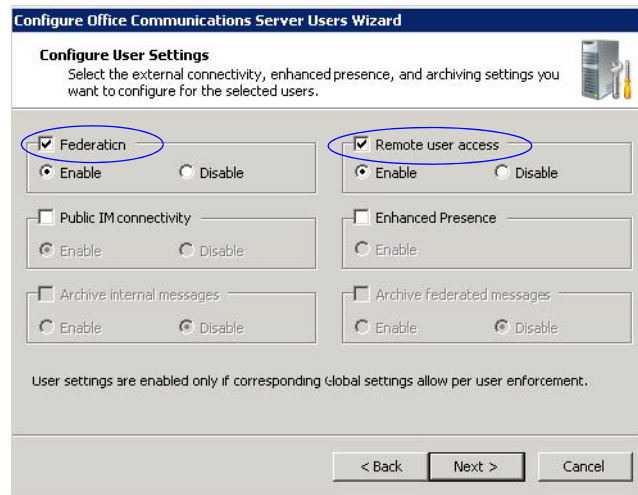 Configure Office Communications Server Users Wizard
Configure User Settings
Select the external connectivity, enhanced presence, and archiving settings you
want to configure for the selected users.
Federation Remote user access
Enable Disable Enable Disable
Public IM connectivity Enhanced Presence
Enable Disable Enable
Archive internal messages Archive federated messages
Enable Disable Enable Disable
User settings are enabled only if corresponding Global settings allow per user enforcement.
< Back Next > Cancel